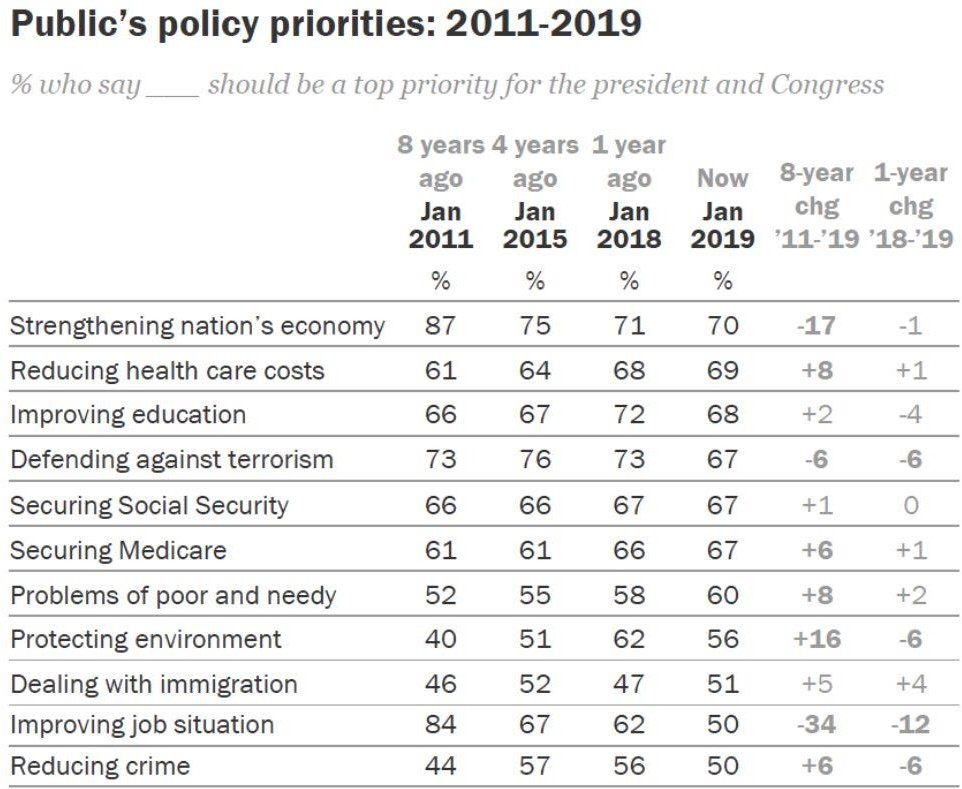 Public's policy priorities: 2011-2019
% who say ___ should be a top priority for the president and Congress
8 years ago Jan 2011 4 years ago Jan 2015 1 year ago Jan 2018 Now Jan 2019 8-year chg '11-'19 1-year chg '18-'19
% % % %
Strengthening nation's economy 87 75 71 70 -17 -1
Reducing health care costs 61 64 68 69 +8 +1
Improving education 66 67 72 68 +2 -4
Defending against terrorism 73 76 73 67 -6 -6
Securing Social Security 66 66 67 67 +1 0
Securing Medicare 61 61 66 67 +6 +1
Problems of poor and needy 52 55 58 60 +8 +2
Protecting environment 40 51 62 56 +16 -6
Dealing with immigration 46 52 47 51 +5 +4
Improving job situation 84 67 62 50 -34 -12
Reducing crime 44 57 56 50 +6 -6